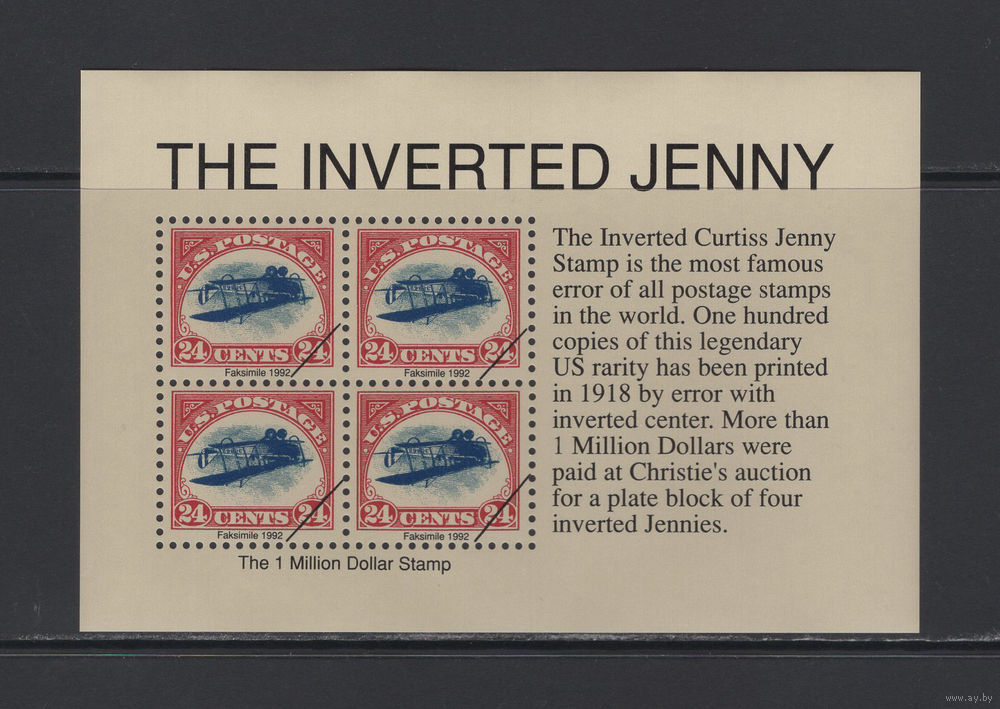 THE INVERTED JENNY
U.S. POSTAGE
24 CENTS 24
Faksimile 1992
U.S. POSTAGE
24 CENTS 24
Faksimile 1992
U.S. POSTAGE
24 CENTS 24
Faksimile 1992
U.S. POSTAGE
24 CENTS 24
Faksimile 1992
The 1 Million Dollar Stamp
The Inverted Curtiss Jenny
Stamp is the most famous
error of all postage stamps
in the world. One hundred
copies of this legendary
US rarity has been printed
in 1918 by error with
inverted center. More than
1 Million Dollars were
paid at Christie's auction
for a plate block of four
inverted Jennies.
www.ay.by